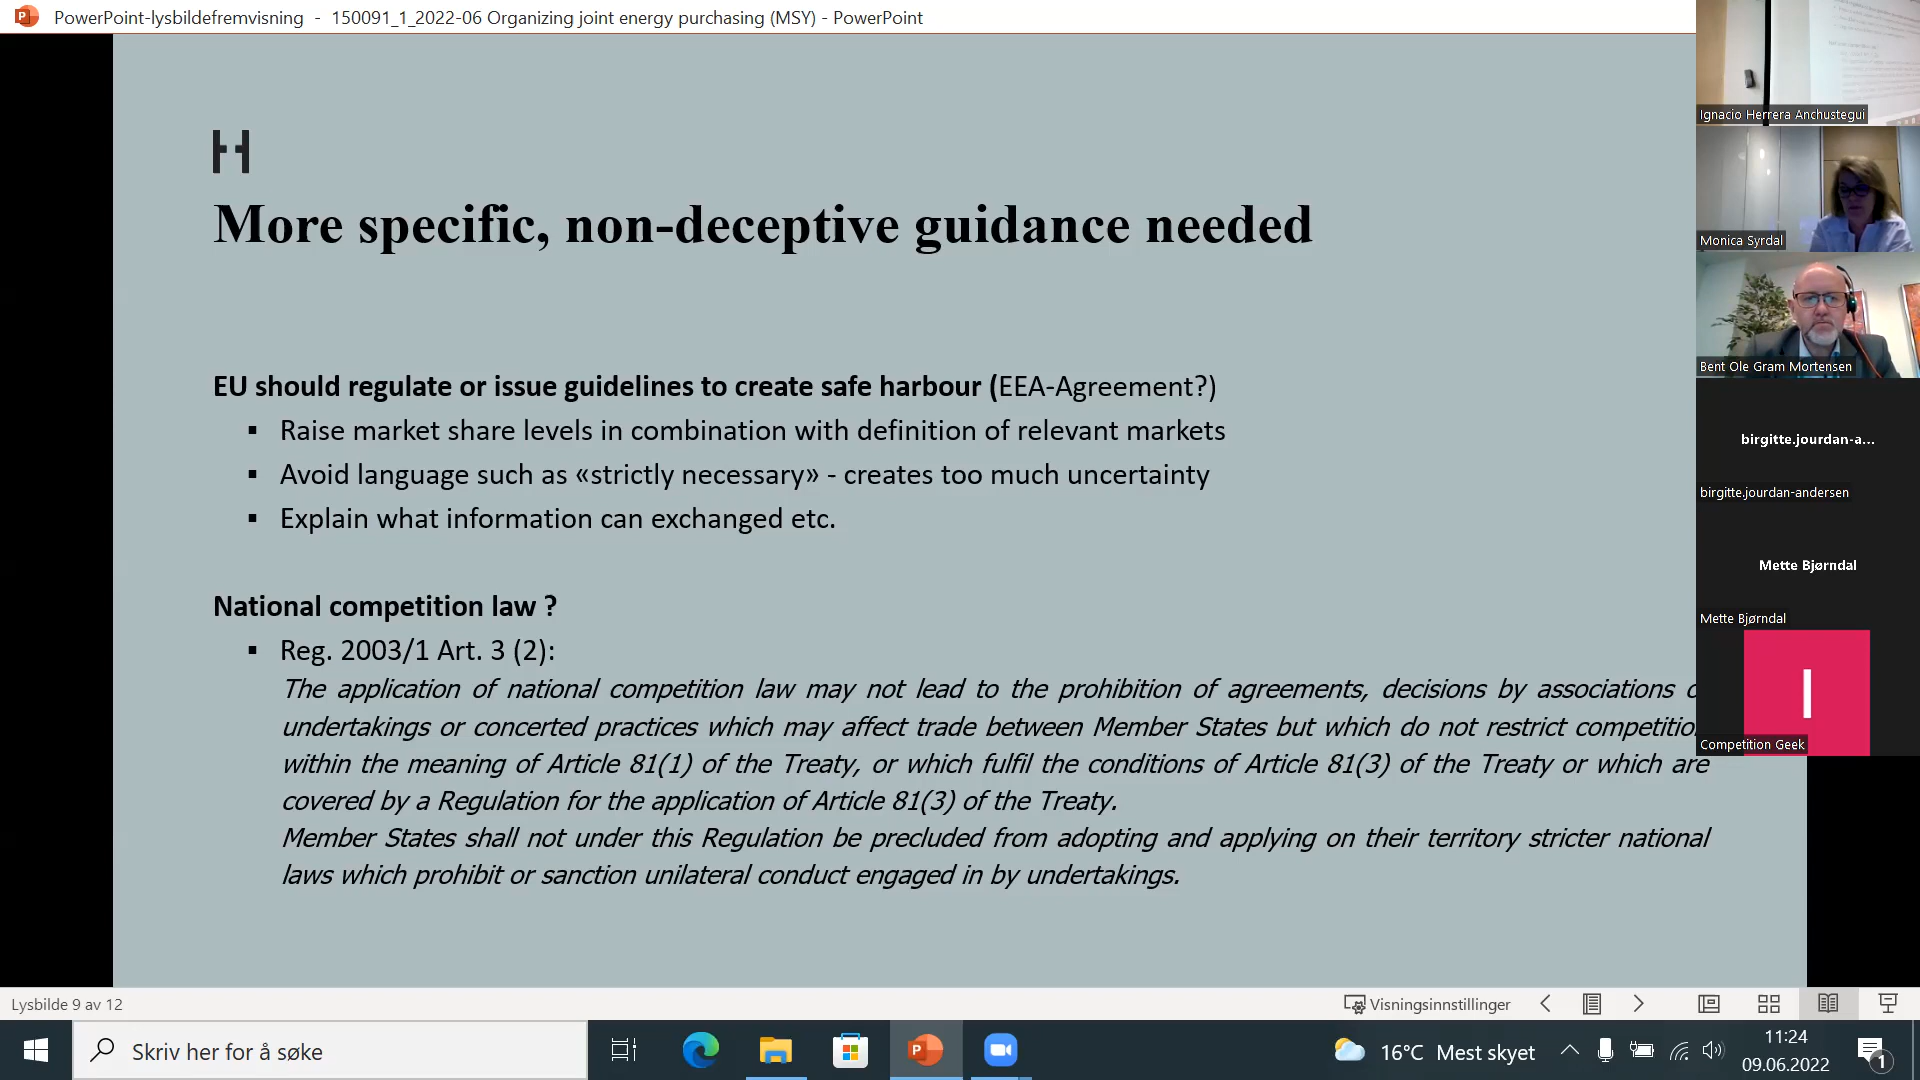 PowerPoint-lysbildefremvisning - 150091_1_2022-06 Organizing joint energy purchasing (MSY) - PowerPoint
More specific, non-deceptive guidance needed
EU should regulate or issue guidelines to create safe harbour (EEA-Agreement?)
▪ Raise market share levels in combination with definition of relevant markets
▪ Avoid language such as «strictly necessary» - creates too much uncertainty
▪ Explain what information can exchanged etc.
National competition law ?
▪ Reg. 2003/1 Art. 3 (2):
The application of national competition law may not lead to the prohibition of agreements, decisions by associations
undertakings or concerted practices which may affect trade between Member States but which do not restrict competition
within the meaning of Article 81(1) of the Treaty, or which fulfil the conditions of Article 81(3) of the Treaty or which are
covered by a Regulation for the application of Article 81(3) of the Treaty.
Member States shall not under this Regulation be precluded from adopting and applying on their territory stricter national
laws which prohibit or sanction unilateral conduct engaged in by undertakings.
Ignacio Herrera Anchustegui
Monica Syrdal
Bent Ole Gram Mortensen
birgitte.jourdan-a...
birgitte.jourdan-andersen
Mette Bjørndal
Mette Bjørndal
I
Competition Geek
Lysbilde 9 av 12
Visningsinnstillinger
Skriv her for å søke
16°C Mest skyet
11:24
09.06.2022
1